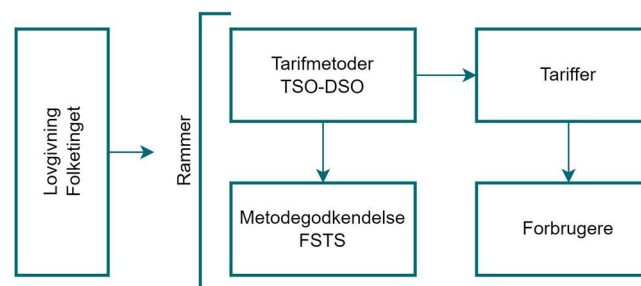 Lovgivning
Folketinget
Rammer
Tarifmetoder
TSO-DSO
Tariffer
Metodegodkendelse
FSTS
Forbrugere